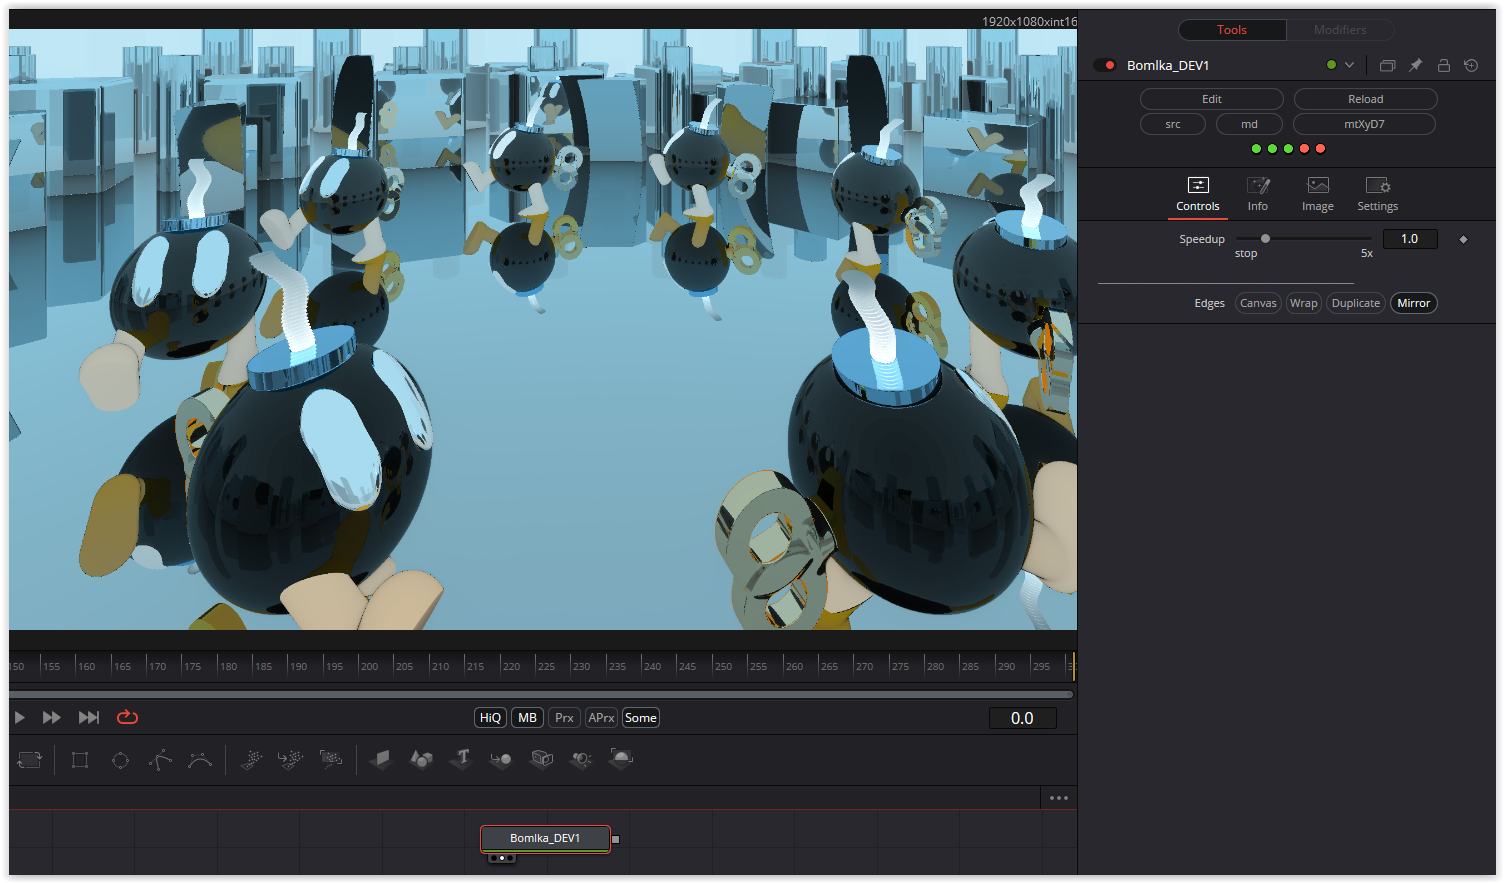 1920x1080xint16
Tools Modifiers
Bomlka_DEV1
Edit Reload
src md mtXyD7
Controls Info Image Settings
Speedup 1.0
stop 5x
Edges Canvas Wrap Duplicate Mirror
150 155 160 165 170 175 180 185 190 195 200 205 210 215 220 225 230 235 240 245 250 255 260 265 270 275 280 285 290 295
HiQ MB Prx APrx Some 0.0
T
Bomlka_DEV1